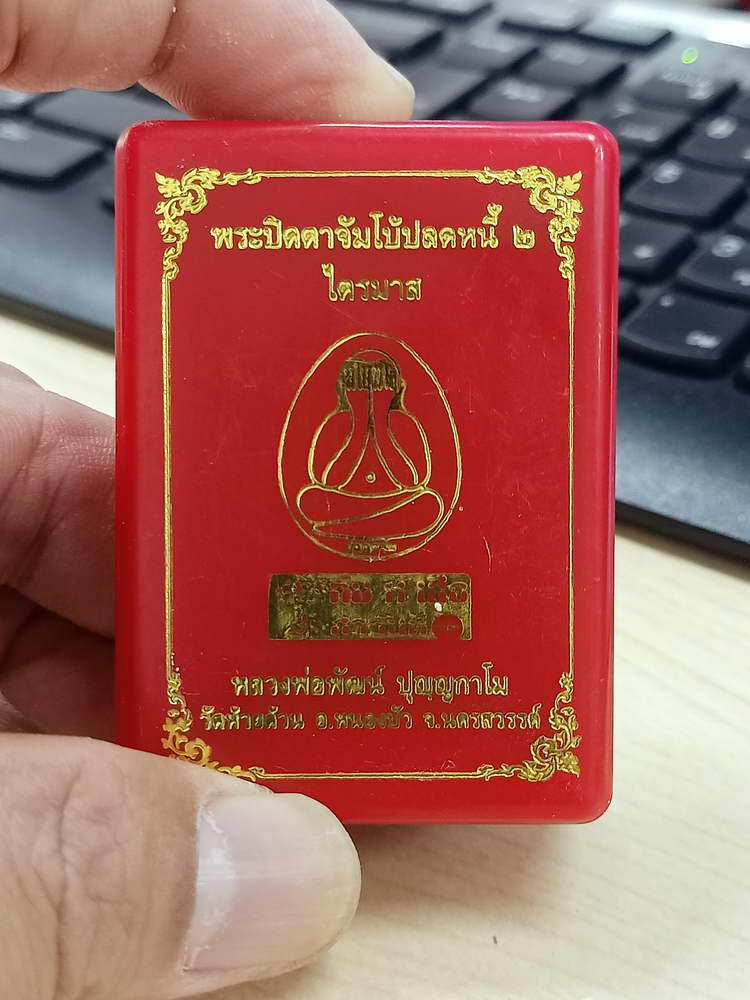 พระปิดตาจัมโบ้ปลดหนี้ ๒
ไตรมาส
หลวงพ่อพัฒน์ ปุญฺญกาโม
วัดห้วยด้วน อ.หนองบัว จ.นครสวรรค์